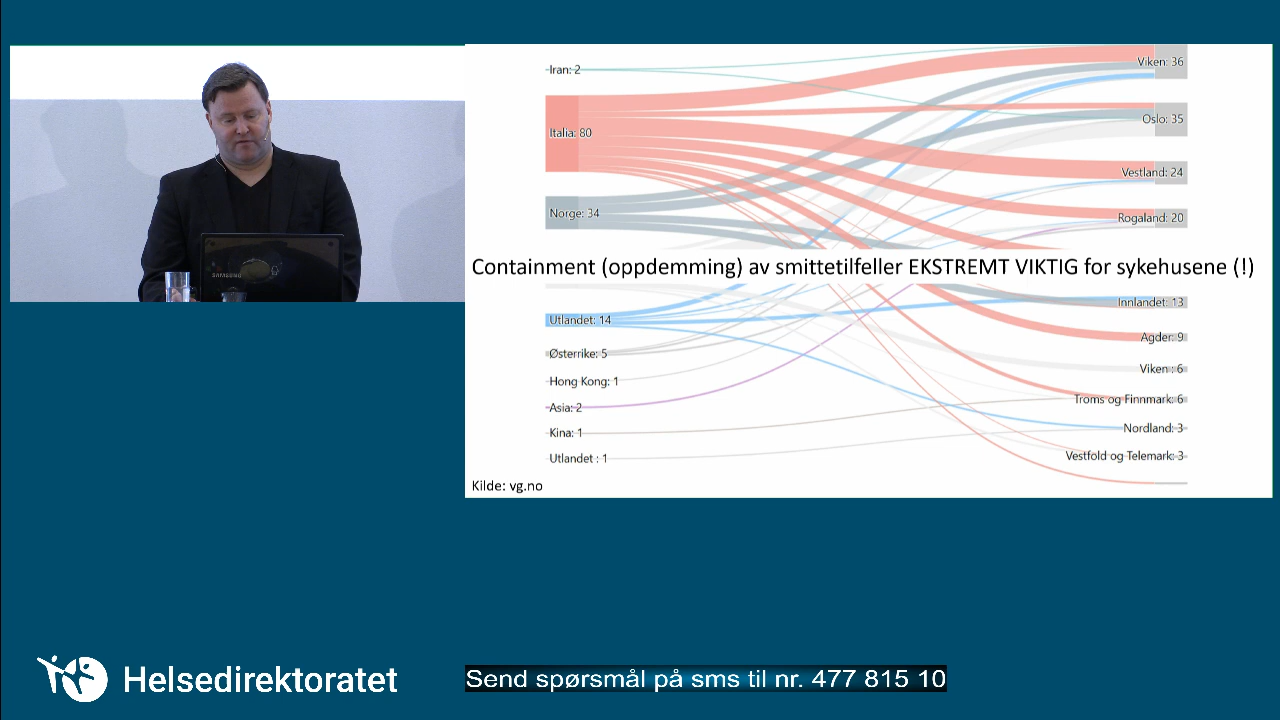 Iran: 2
Italia: 80
Norge: 34
Viken: 36
Oslo: 35
Vestland: 24
Rogaland: 20
Containment (oppdemming) av smittetilfeller EKSTREMT VIKTIG for sykehusene (!)
Utlandet: 14
Østerrike: 5
Hong Kong: 1
Asia: 2
Kina: 1
Utlandet : 1
Innlandet: 13
Agder: 9
Viken : 6
Troms og Finnmark: 6
Nordland: 3
Vestfold og Telemark: 3
Kilde: vg.no
SAMSUNG
Helsedirektoratet
Send spørsmål på sms til nr. 477 815 10